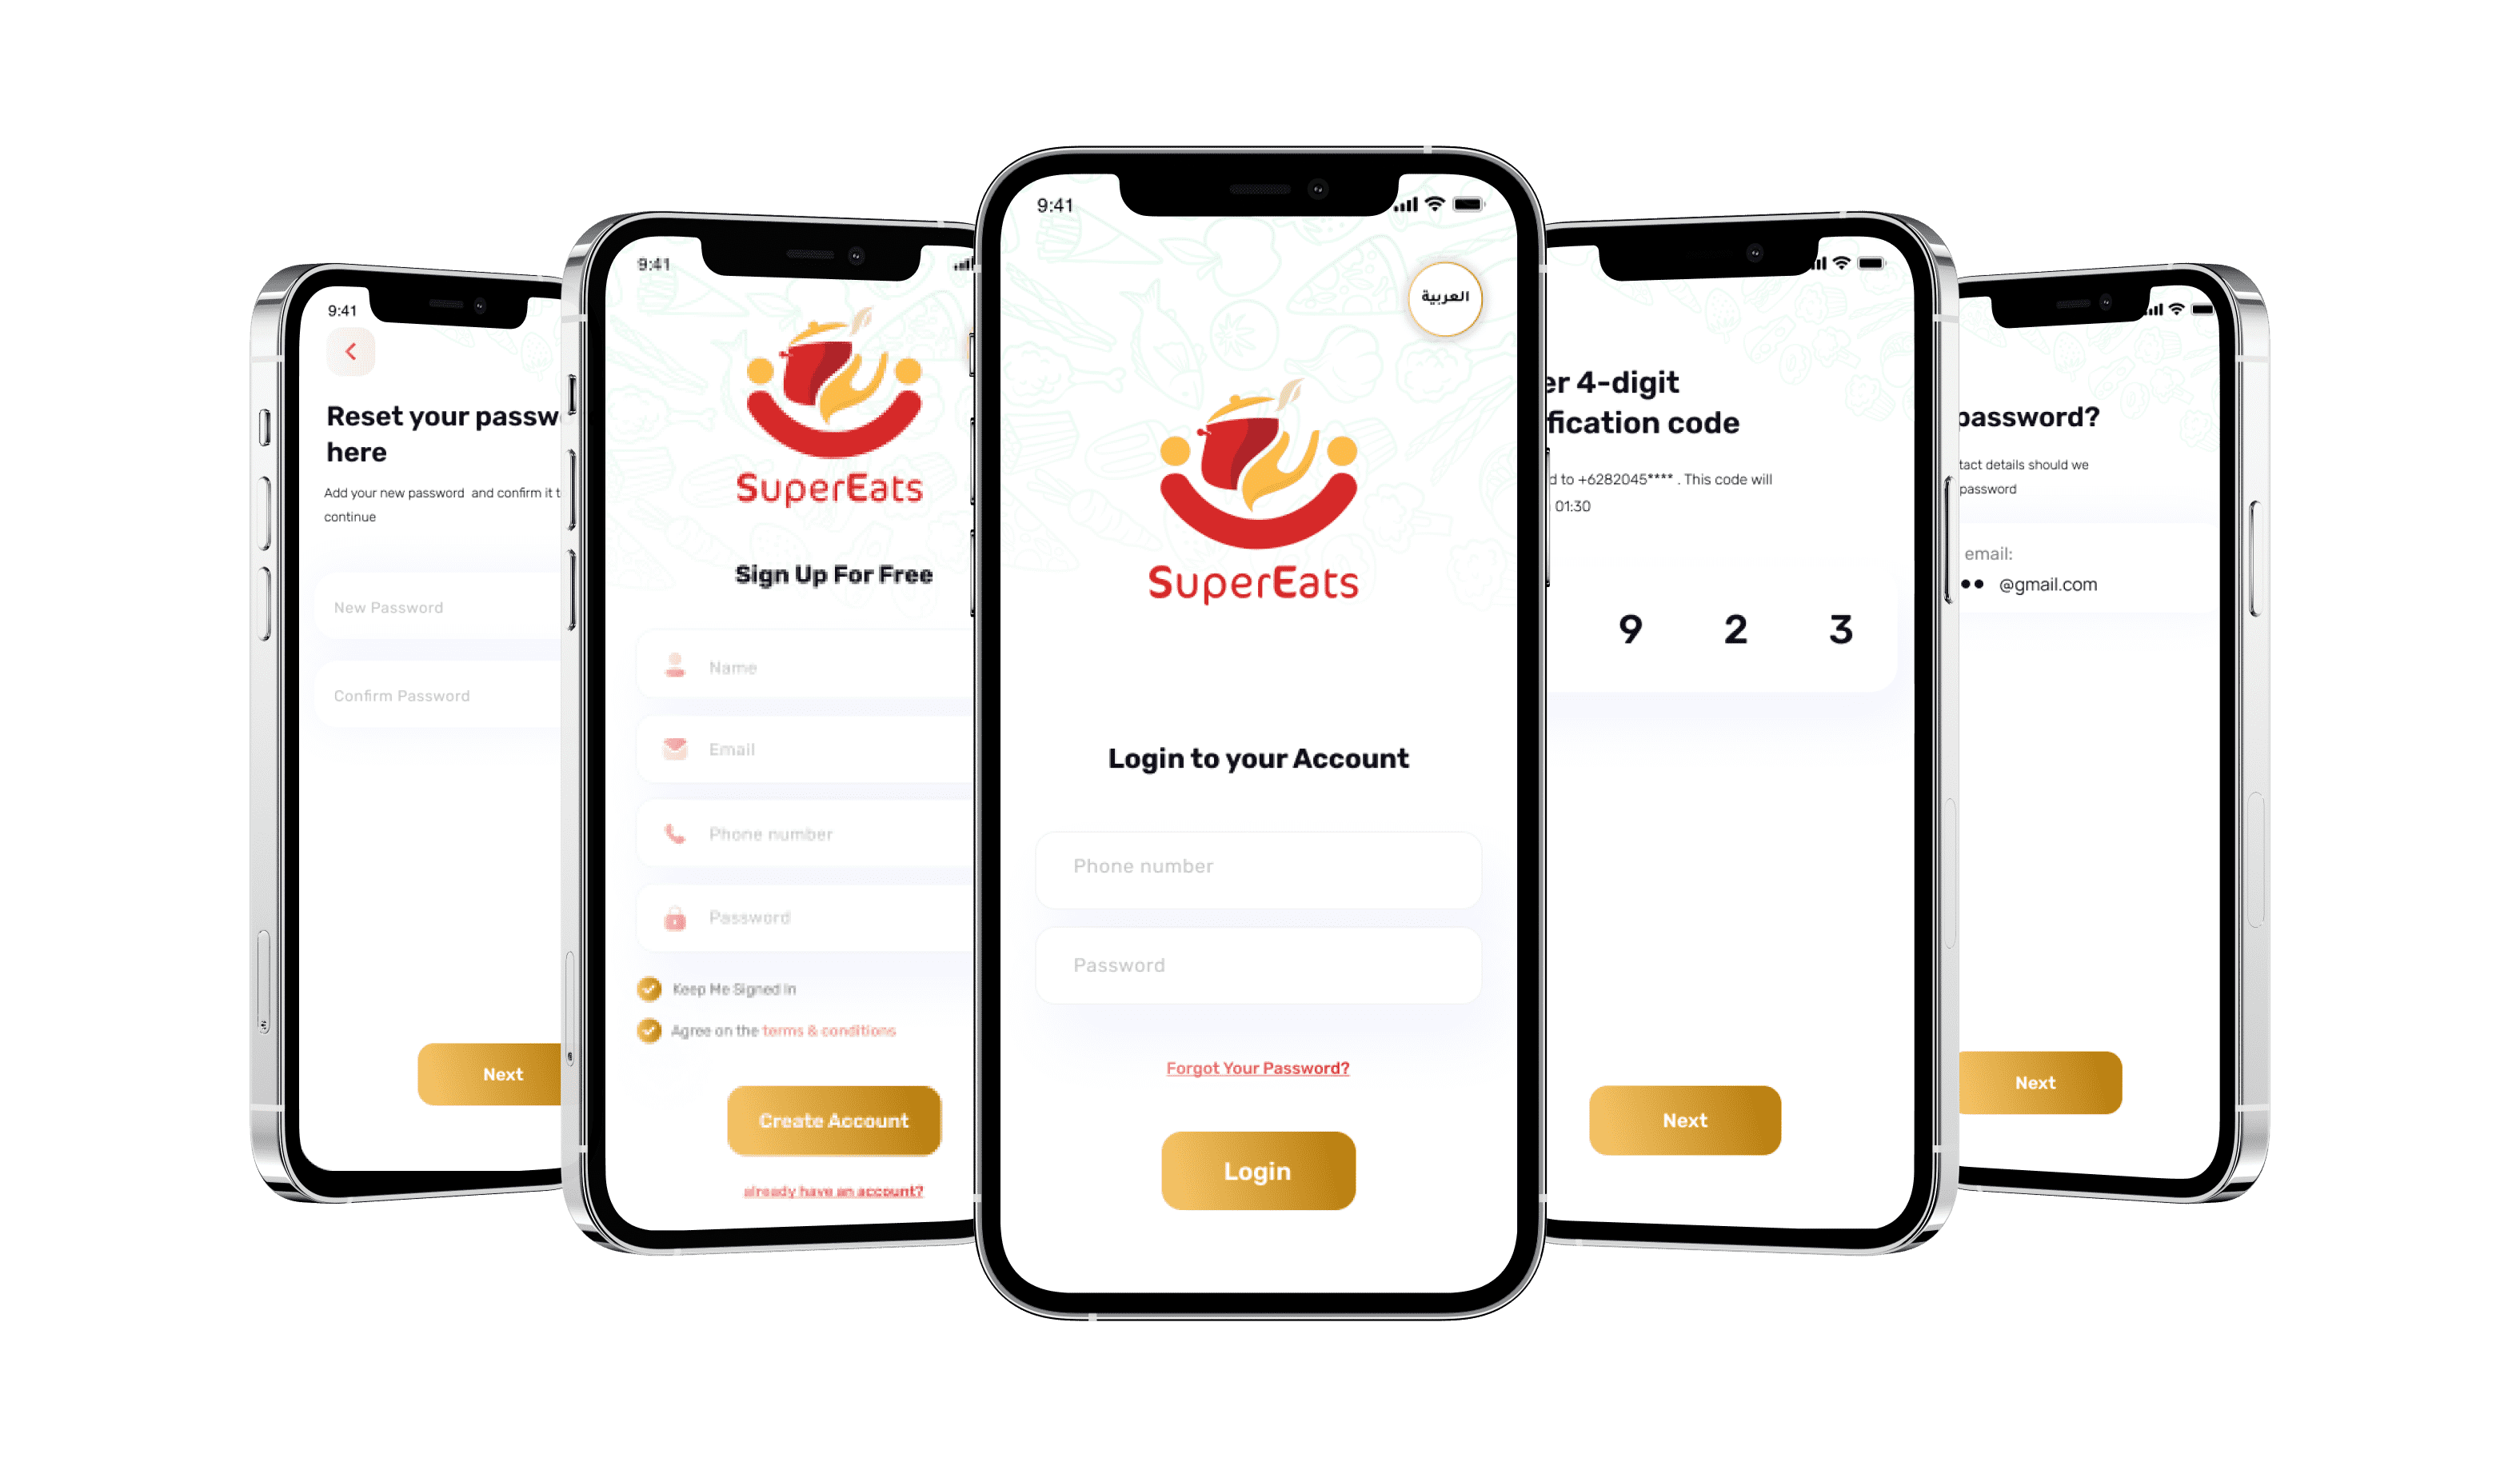 9:41
Reset your passw
here
Add your new password and confirm it t
continue
New Password
Confirm Password
Next
9:41
SuperEats
Sign Up For Free
Name
Email
Phone number
Password
Keep Me Signed In
Agree on the terms & conditions
Create Account
already have an account?
9:41
العربية
SuperEats
Login to your Account
Phone number
Password
Forgot Your Password?
Login
er 4-digit
fication code
d to +6282045**** . This code will
01:30
9 2 3
Next
password?
tact details should we
password
email:
•• @gmail.com
Next